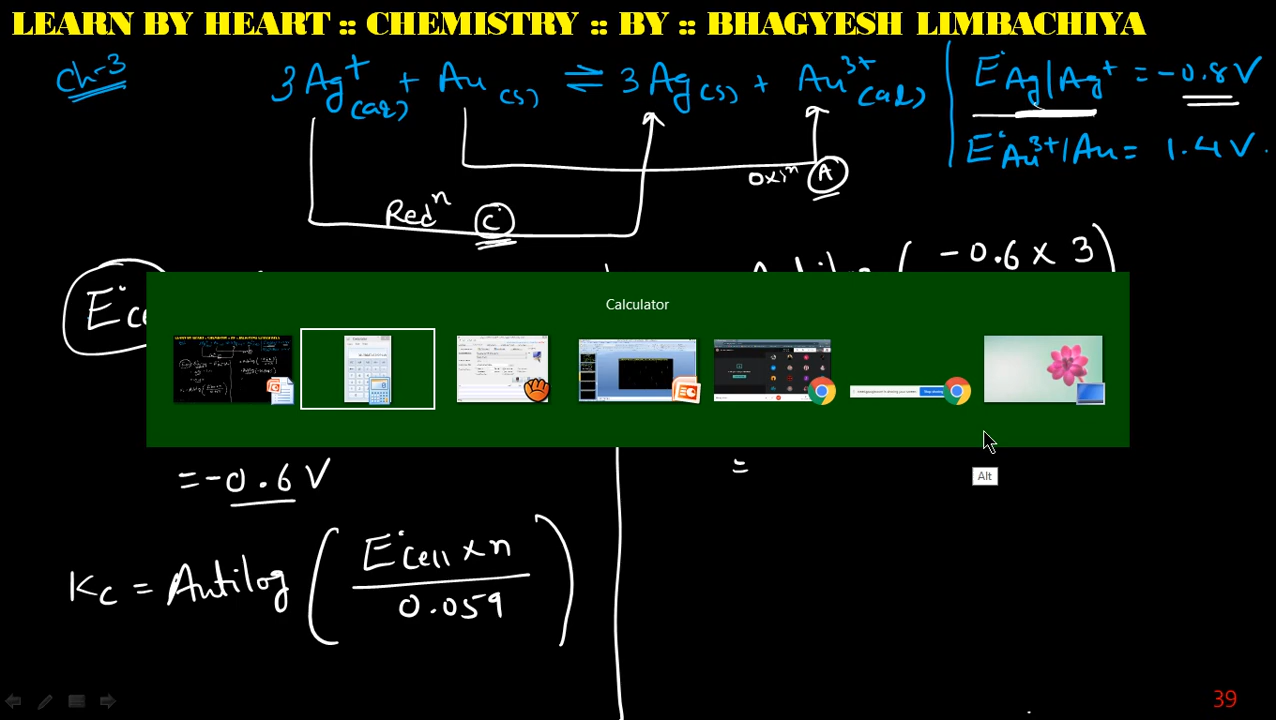 LEARN BY HEART :: CHEMISTRY :: BY :: BHAGYESH LIMBACHIYA
Ch-3
3Ag⁺(aq) + Au(s) ⇌ 3Ag(s) + Au³⁺(aq)
E°Ag|Ag⁺ = -0.8V
E°Au³⁺|Au = 1.4V.
Oxiⁿ A
Redⁿ C
E°ce
(-0.6 x 3)
Calculator
= -0.6 V
=
Alt
Kc = Antilog (E°cell x n
0.059)
39